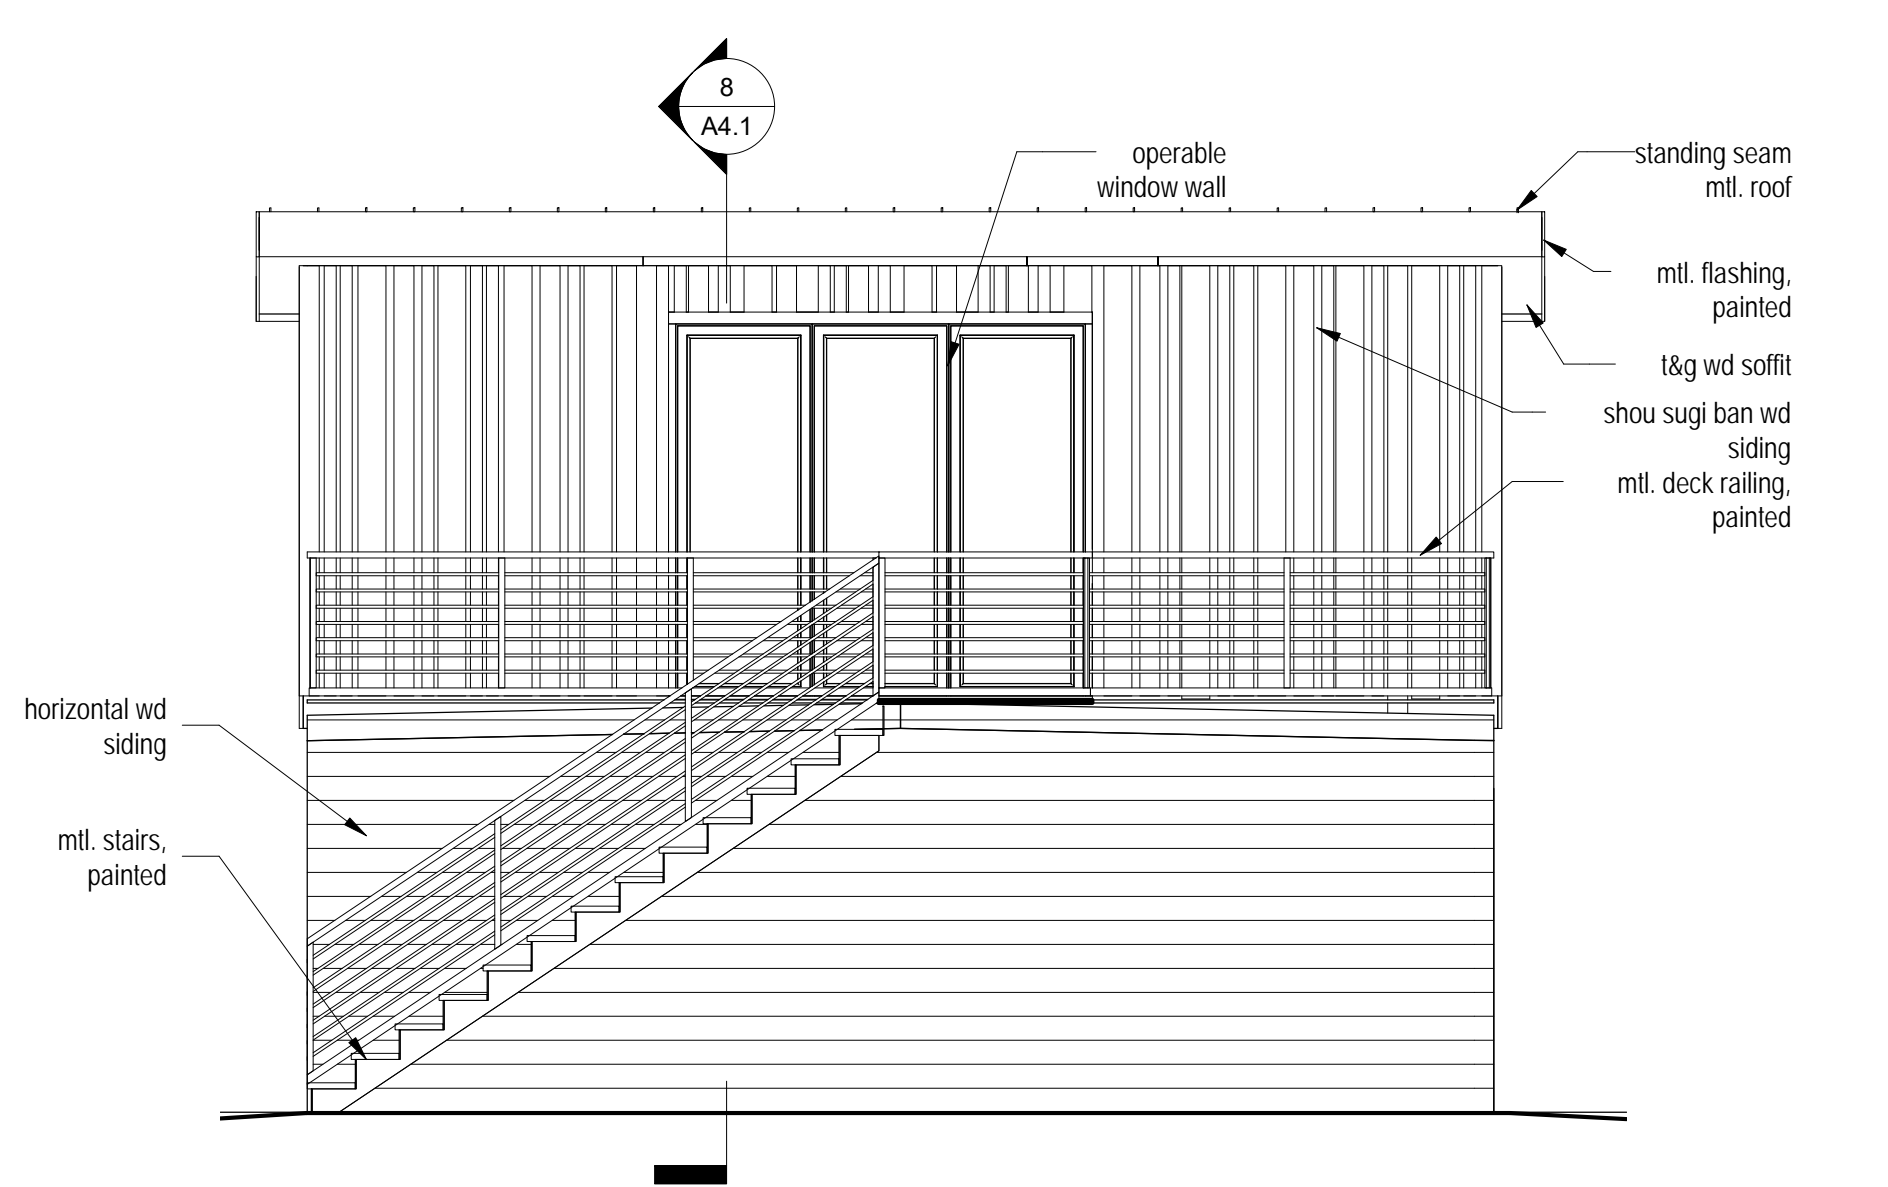 8
A4.1
operable
window wall
standing seam
mtl. roof
mtl. flashing,
painted
t&g wd soffit
shou sugi ban wd
siding
mtl. deck railing,
painted
horizontal wd
siding
mtl. stairs,
painted